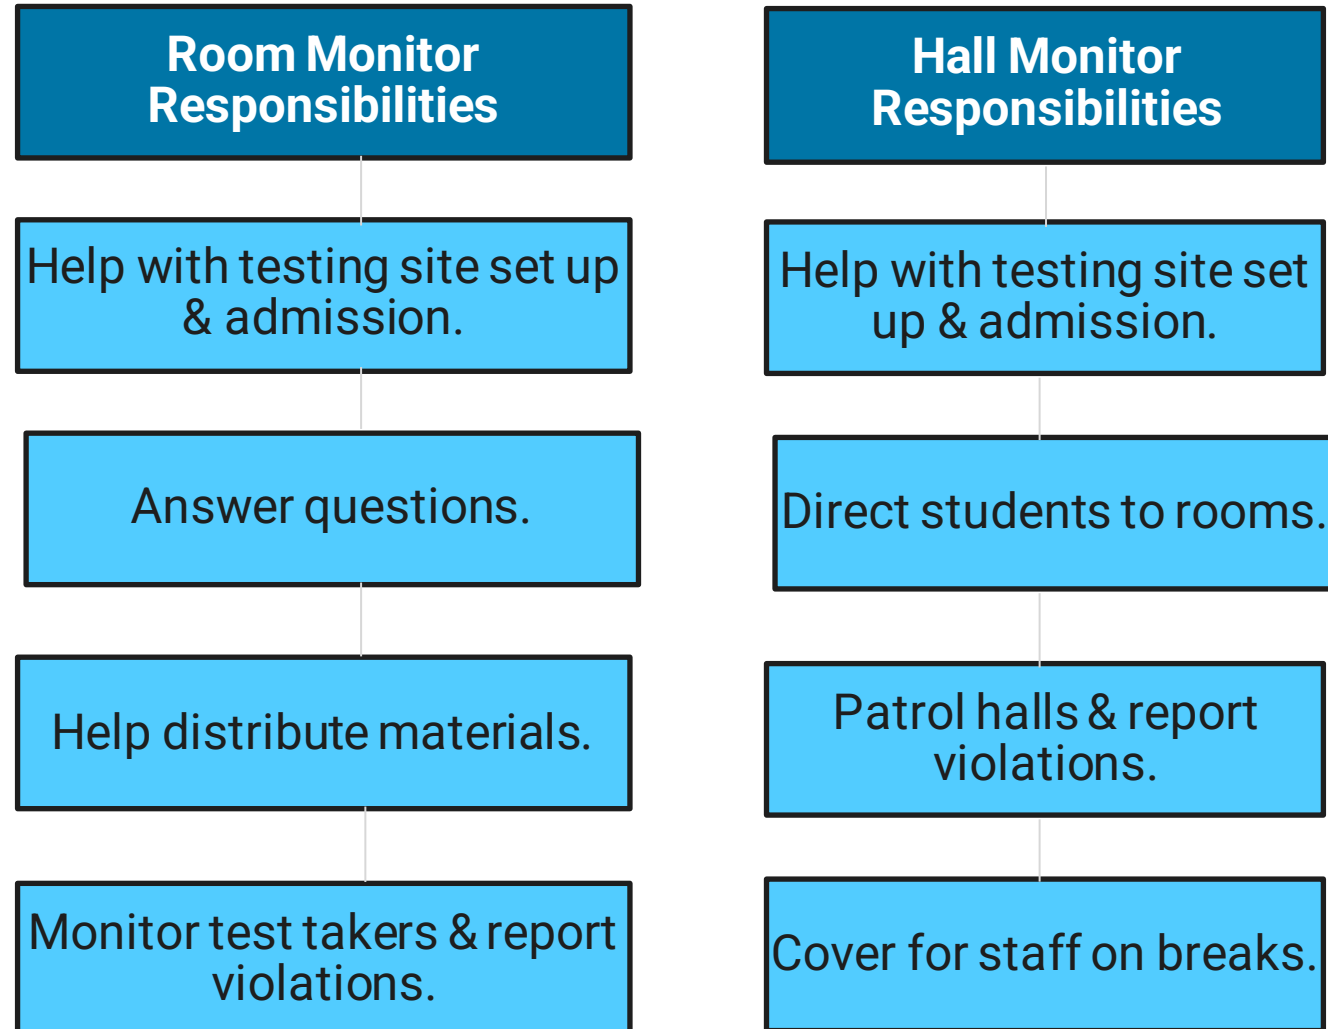 Room Monitor
Responsibilities
Help with testing site set up
& admission.
Answer questions.
Help distribute materials.
Monitor test takers & report
violations.
Hall Monitor
Responsibilities
Help with testing site set
up & admission.
Direct students to rooms.
Patrol halls & report
violations.
Cover for staff on breaks.